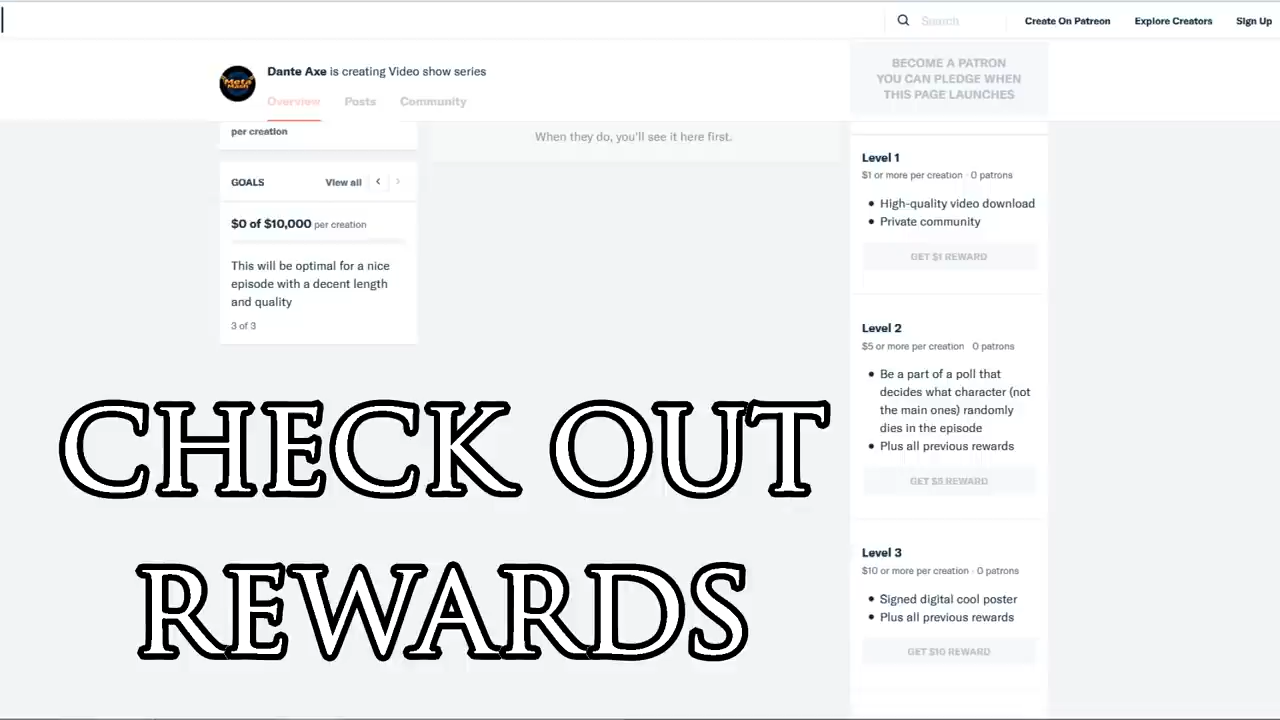 Search
Create On Patreon
Explore Creators
Sign Up
Dante Axe is creating Video show series
Overview
Posts
Community
BECOME A PATRON
YOU CAN PLEDGE WHEN
THIS PAGE LAUNCHES
per creation
GOALS
View all
$0 of $10,000 per creation
This will be optimal for a nice
episode with a decent length
and quality
3 of 3
When they do, you'll see it here first.
Level 1
$1 or more per creation · 0 patrons
• High-quality video download
• Private community
GET $1 REWARD
Level 2
$5 or more per creation · 0 patrons
• Be a part of a poll that
decides what character (not
the main ones) randomly
dies in the episode
• Plus all previous rewards
GET $5 REWARD
Level 3
$10 or more per creation · 0 patrons
• Signed digital cool poster
• Plus all previous rewards
GET $10 REWARD
CHECK OUT
REWARDS